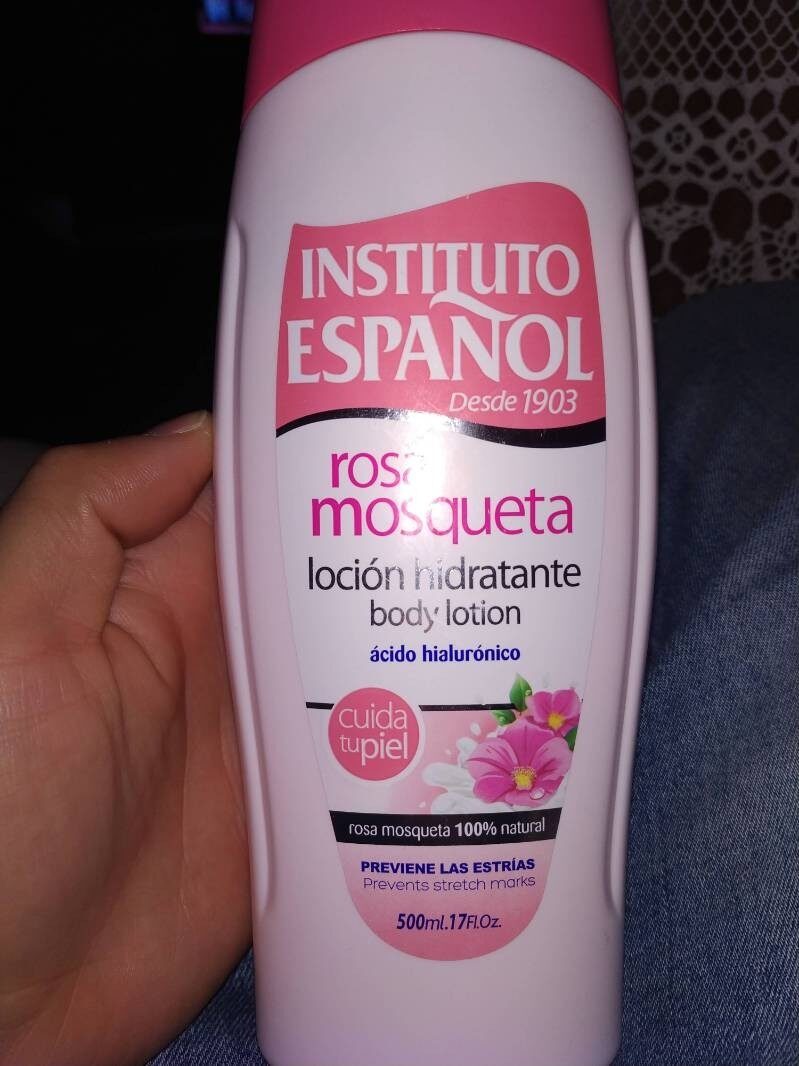 INSTITUTO
ESPAÑOL
Desde 1903
rosa
mosqueta
loción hidratante
body lotion
ácido hialurónico
cuida
tu piel
rosa mosqueta 100% natural
PREVIENE LAS ESTRÍAS
Prevents stretch marks
500ml.17Fl.Oz.